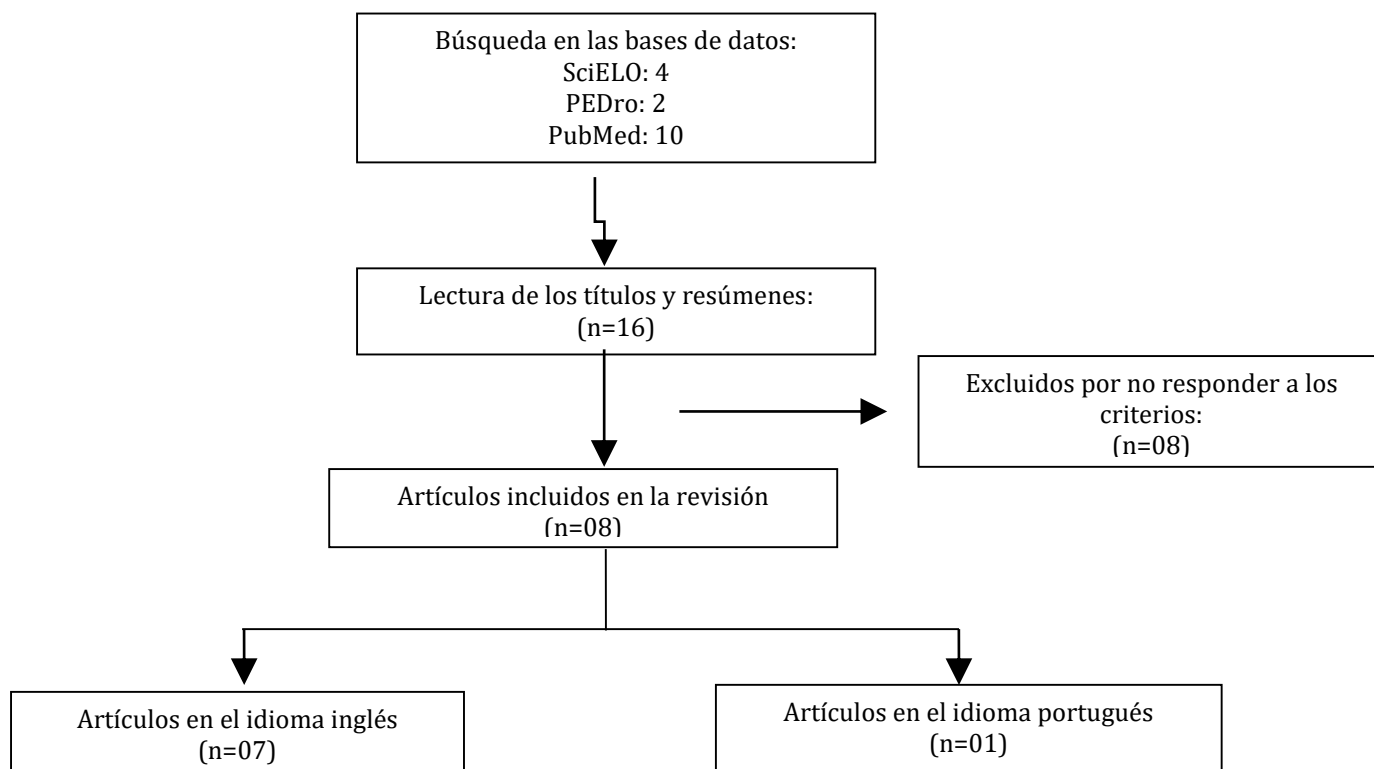 Búsqueda en las bases de datos:
SciELO: 4
PEDro: 2
PubMed: 10
Lectura de los títulos y resúmenes:
(n=16)
Excluidos por no responder a los
criterios:
(n=08)
Artículos incluidos en la revisión
(n=08)
Artículos en el idioma inglés
(n=07)
Artículos en el idioma portugués
(n=01)